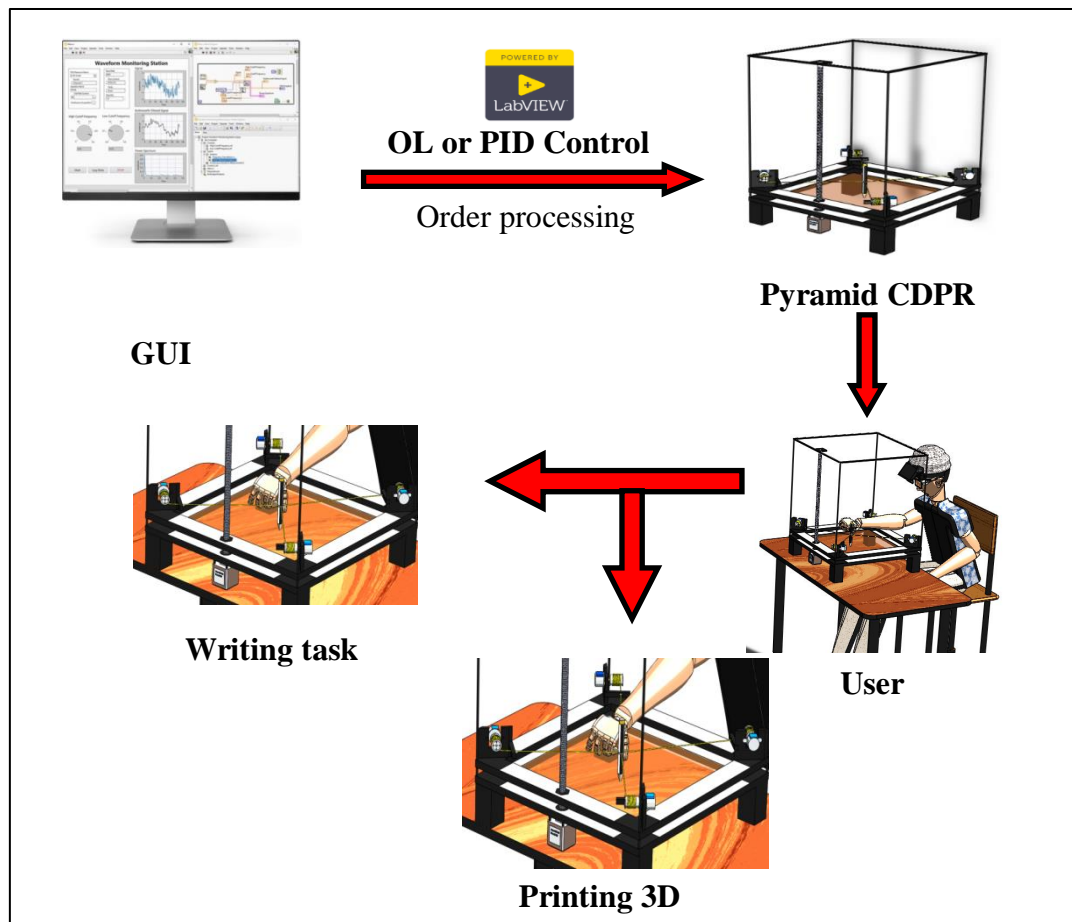 Waveform Monitoring Station
POWERED BY
LabVIEW
OL or PID Control
Order processing
Pyramid CDPR
GUI
Writing task
User
Printing 3D